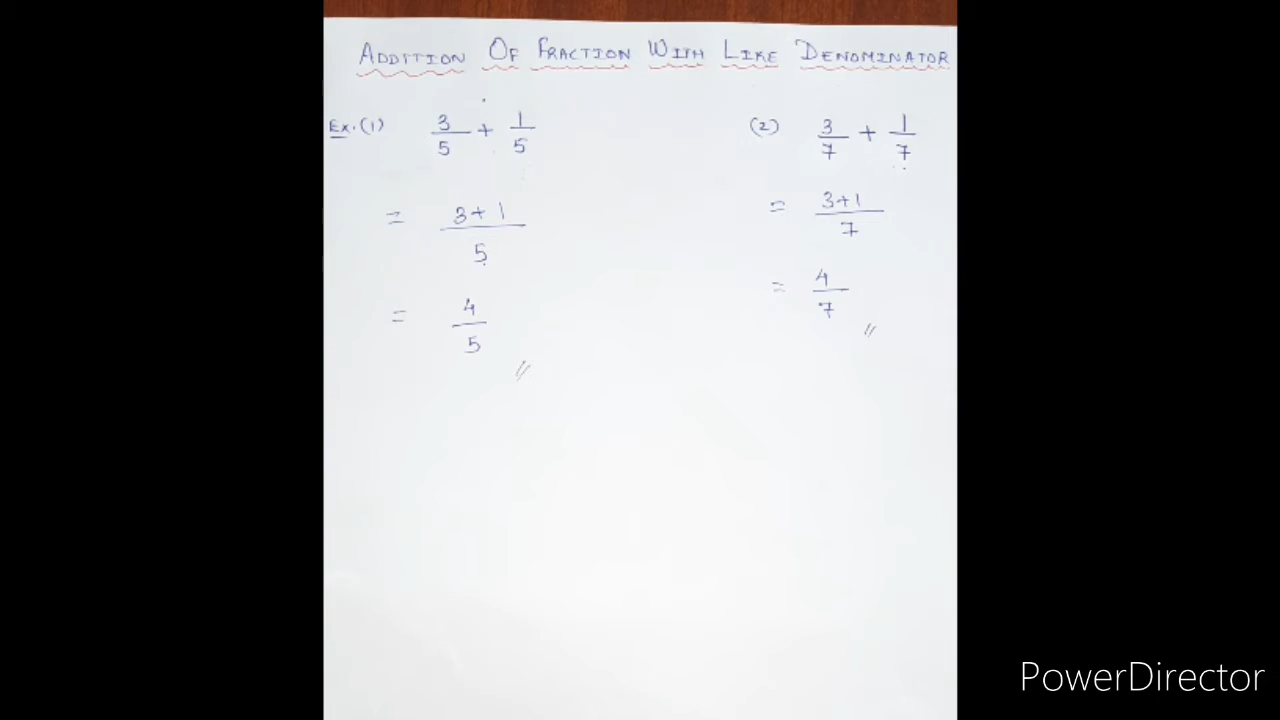 ADDITION OF FRACTION WITH LIKE DENOMINATOR
Ex. (1) 3/5 + 1/5
= 3+1/5
= 4/5 //
(2) 3/7 + 1/7
= 3+1/7
= 4/7 //
PowerDirector